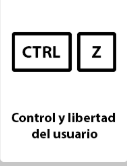 CTRL Z
Control y libertad
del usuario